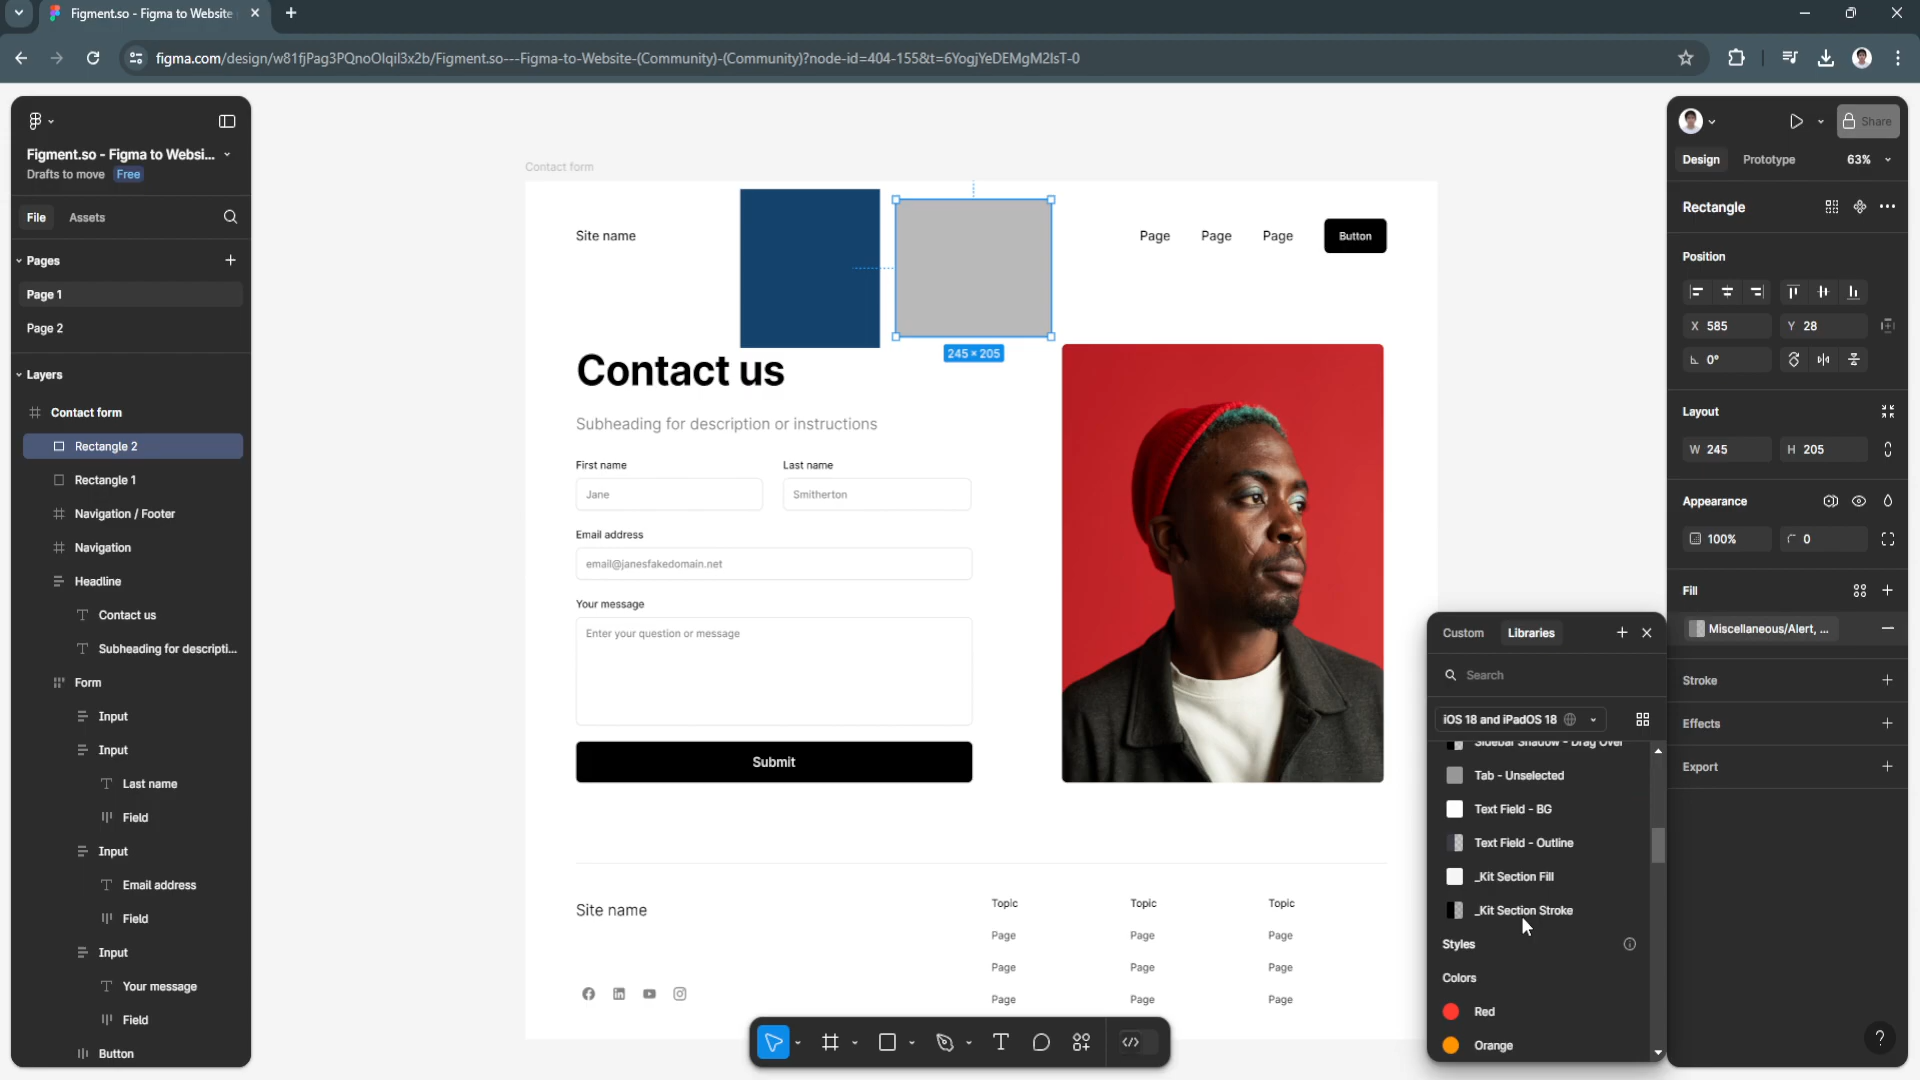 Figment.so - Figma to Website
figma.com/design/w81fjPag3PQnoOlqil3x2b/Figment.so---Figma-to-Website-(Community)-(Community)?node-id=404-155&t=6YogjYeDEMgM2IsT-0
Figment.so - Figma to Websi...
Drafts to move Free
File Assets
Pages
Page 1
Page 2
Layers
Contact form
Rectangle 2
Rectangle 1
Navigation / Footer
Navigation
Headline
Contact us
Subheading for descripti...
Form
Input
Input
Last name
Field
Input
Email address
Field
Input
Your message
Field
Button
Contact form
Site name
Page Page Page Button
245 × 205
Contact us
Subheading for description or instructions
First name Last name
Jane Smitherton
Email address
email@janesfakedomain.net
Your message
Enter your question or message
Submit
Site name
Topic Topic Topic
Page Page Page
Page Page Page
Page Page Page
Share
Design Prototype 63%
Rectangle
Position
X 585 Y 28
0°
Layout
W 245 H 205
Appearance
100% 0
Fill
Miscellaneous/Alert, ...
Stroke
Effects
Export
Custom Libraries
Search
iOS 18 and iPadOS 18
Sidebar Shadow - Drag Over
Tab - Unselected
Text Field - BG
Text Field - Outline
_Kit Section Fill
_Kit Section Stroke
Styles
Colors
Red
Orange
?